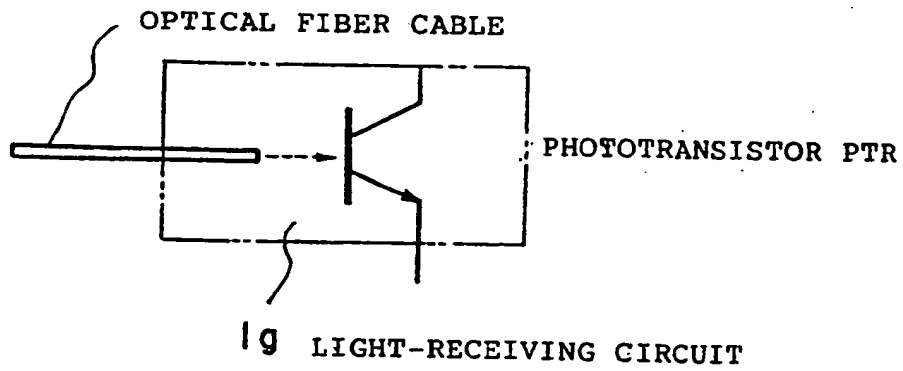 OPTICAL FIBER CABLE
PHOTOTRANSISTOR PTR
1g LIGHT-RECEIVING CIRCUIT